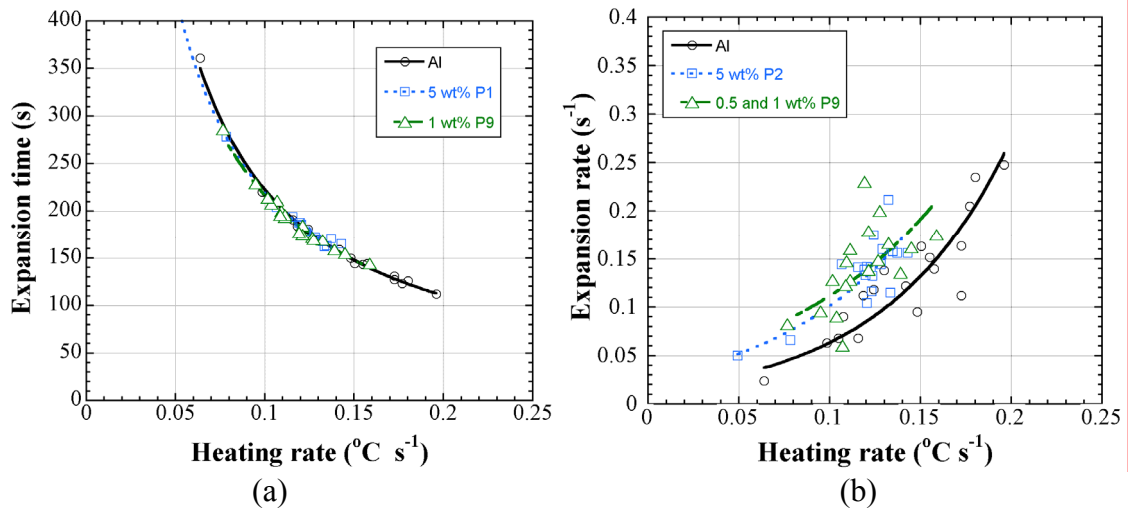 400
350
300
250
200
150
100
50
0
0
0.05
0.1
0.15
0.2
0.25
Expansion time (s)
Heating rate (°C s⁻¹)
Al
5 wt% P1
1 wt% P9
(a)
0.4
0.35
0.3
0.25
0.2
0.15
0.1
0.05
0
0
0.05
0.1
0.15
0.2
0.25
Expansion rate (s⁻¹)
Heating rate (°C s⁻¹)
Al
5 wt% P2
0.5 and 1 wt% P9
(b)